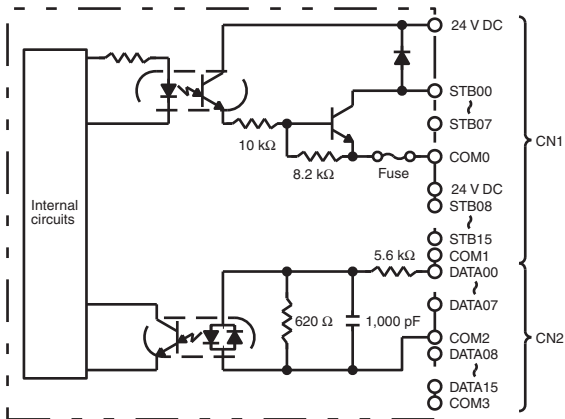 24 V DC
STB00
STB07
CN1
10 kΩ
COM0
8.2 kΩ
Fuse
24 V DC
Internal
circuits
STB08
STB15
5.6 kΩ
COM1
DATA00
DATA07
620 Ω
1,000 pF
COM2
CN2
DATA08
DATA15
COM3